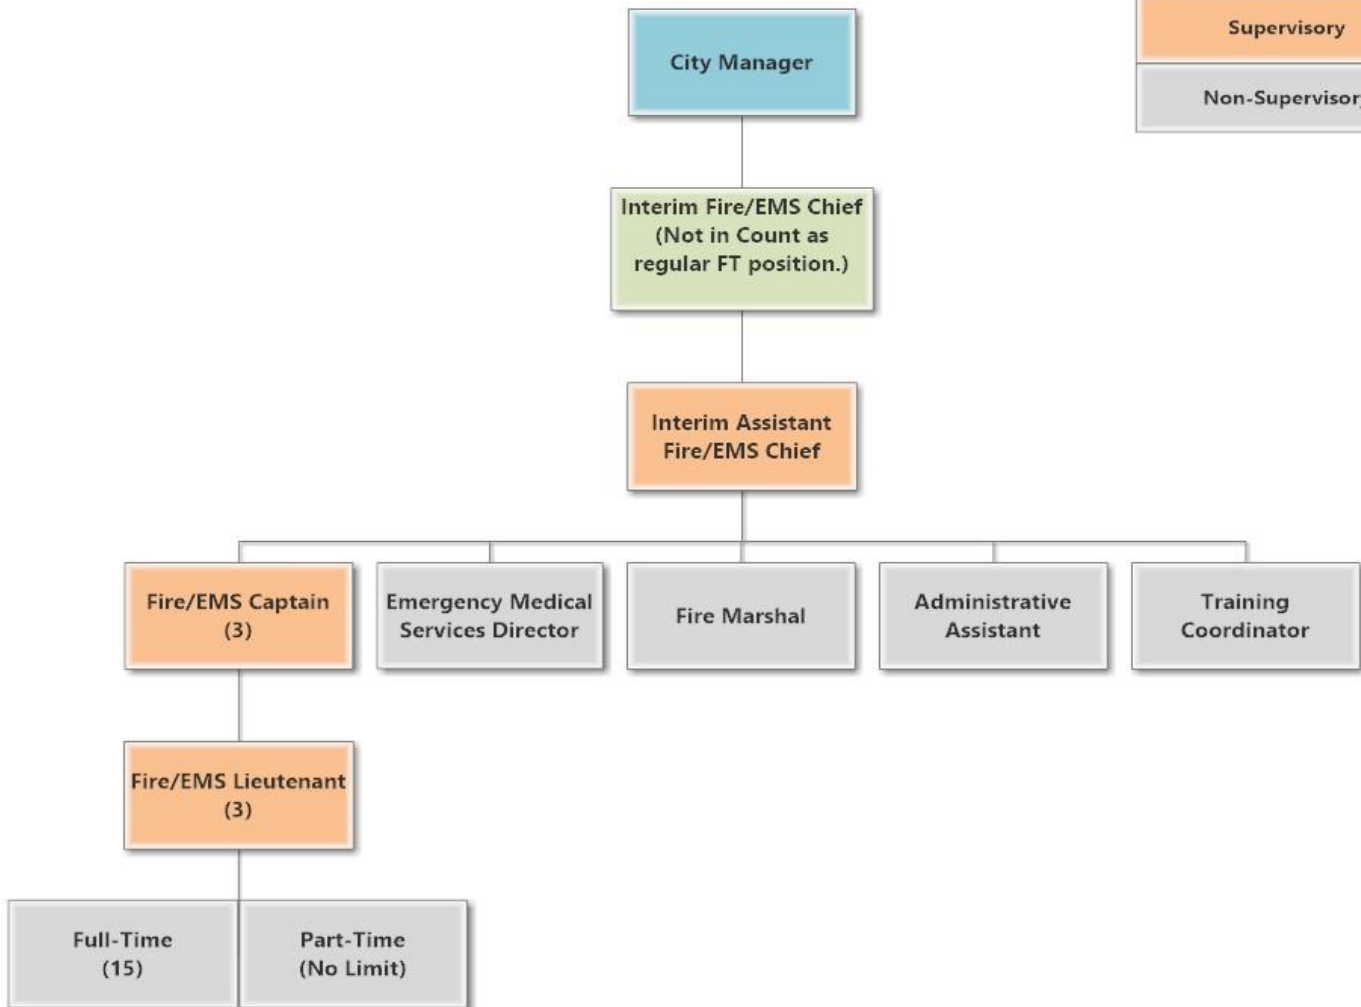 Supervisory
Non-Supervisory
City Manager
Interim Fire/EMS Chief
(Not in Count as
regular FT position.)
Interim Assistant
Fire/EMS Chief
Fire/EMS Captain
(3)
Emergency Medical
Services Director
Fire Marshal
Administrative
Assistant
Training
Coordinator
Fire/EMS Lieutenant
(3)
Full-Time
(15)
Part-Time
(No Limit)